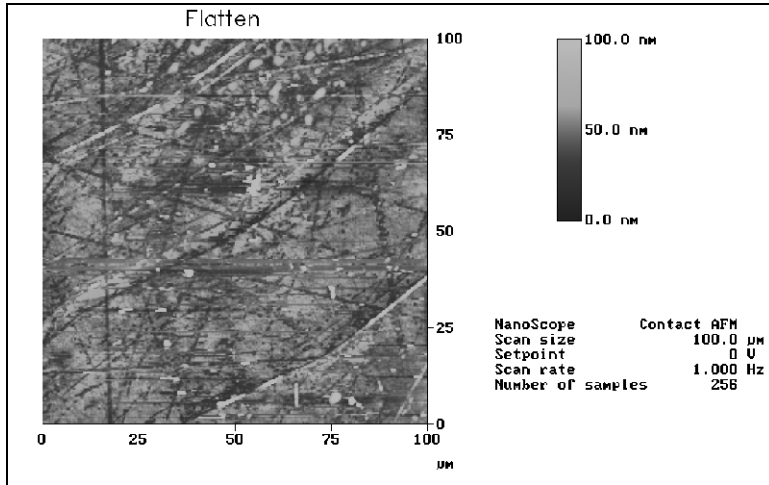 Flatten
100
75
50
25
0
0 25 50 75 100
µM
100.0 nM
50.0 nM
0.0 nM
NanoScope Contact AFM
Scan size 100.0 µM
Setpoint 0 V
Scan rate 1.000 Hz
Number of samples 256